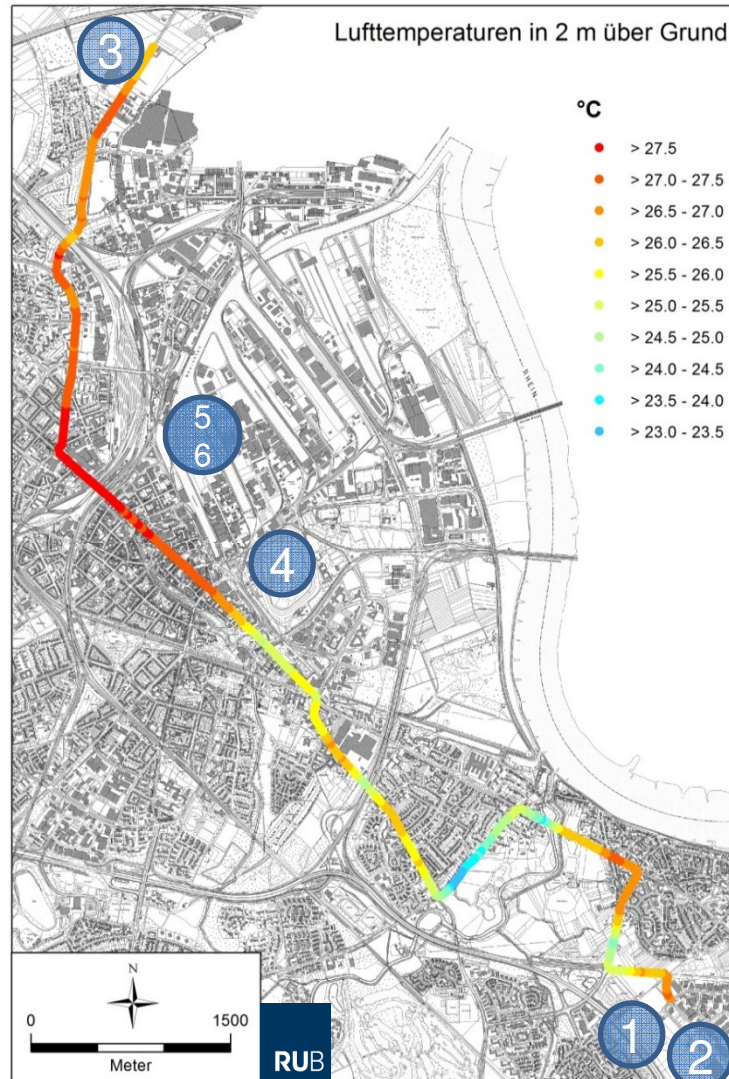 Lufttemperaturen in 2 m über Grund
3
°C
> 27.5
> 27.0 - 27.5
> 26.5 - 27.0
> 26.0 - 26.5
> 25.5 - 26.0
> 25.0 - 25.5
> 24.5 - 25.0
> 24.0 - 24.5
> 23.5 - 24.0
> 23.0 - 23.5
RHEIN
5
6
4
N
0 1500
Meter
RUB
1
2